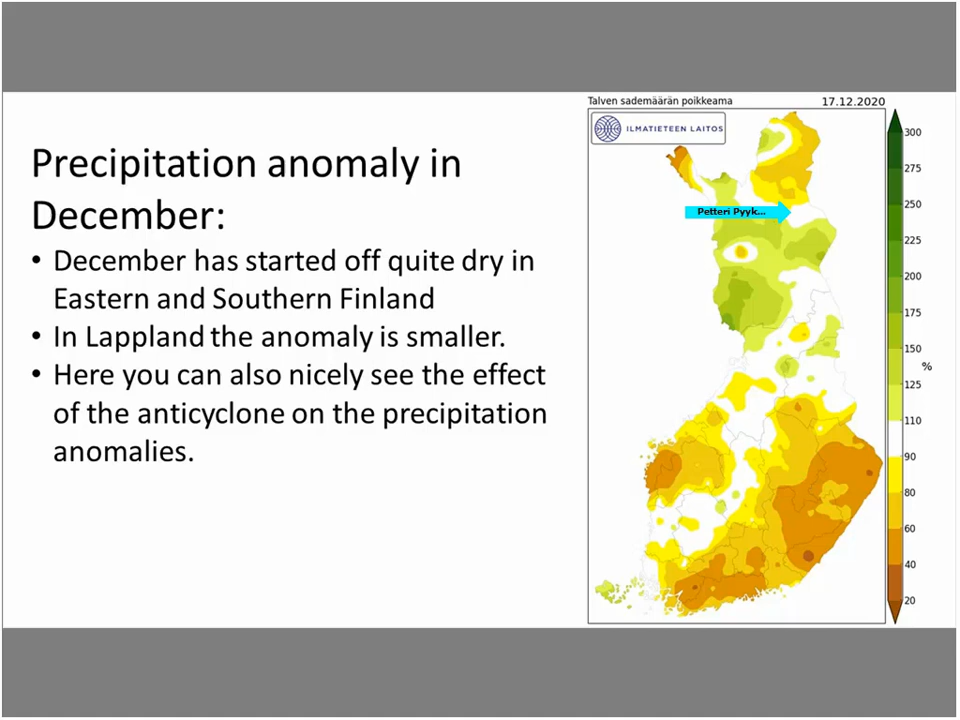 Precipitation anomaly in
December:
• December has started off quite dry in
Eastern and Southern Finland
• In Lappland the anomaly is smaller.
• Here you can also nicely see the effect
of the anticyclone on the precipitation
anomalies.
Talven sademäärän poikkeama
17.12.2020
ILMATIETEEN LAITOS
Petteri Pyyk...
300
275
250
225
200
175
150
%
125
110
90
80
60
40
20